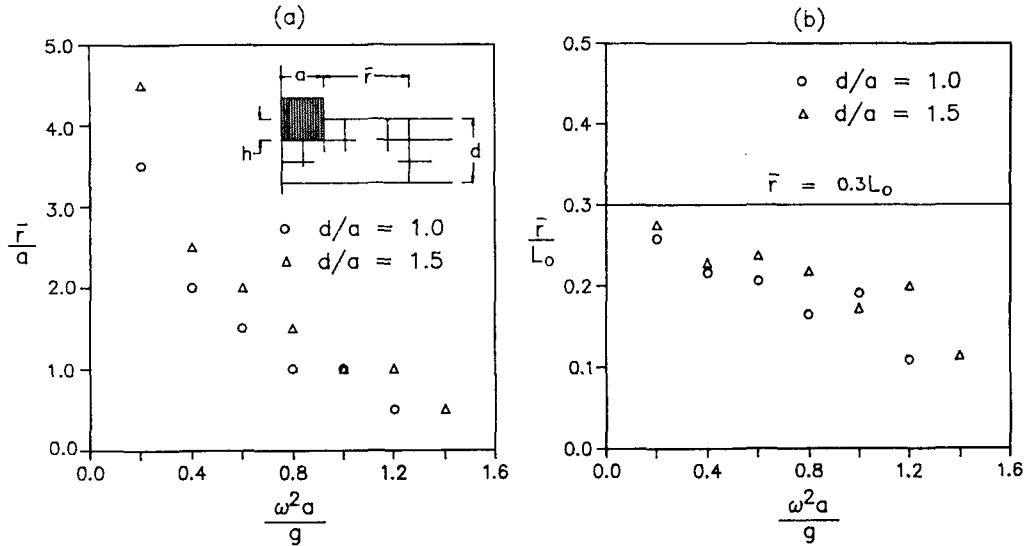 (a)
5.0
4.0
3.0
2.0
1.0
0.0
r̄
a
a
r̄
h
d
d/a = 1.0
d/a = 1.5
0.0 0.4 0.8 1.2 1.6
ω²a
g
(b)
0.5
0.4
0.3
0.2
0.1
0.0
r̄
L₀
d/a = 1.0
d/a = 1.5
r̄ = 0.3L₀
0.0 0.4 0.8 1.2 1.6
ω²a
g